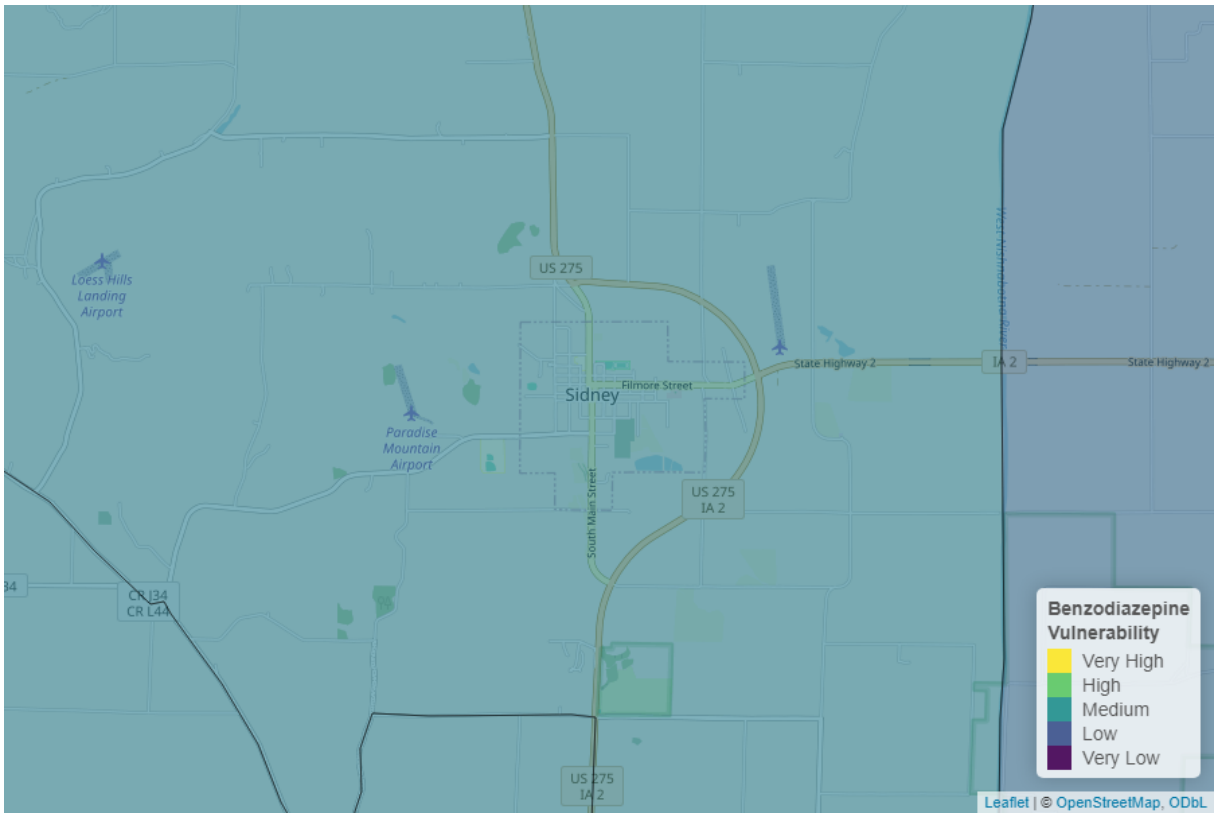 US 275
Loess Hills
Landing
Airport
West Nishnabotna River
State Highway 2
IA 2
State Highway 2
Filmore Street
Sidney
Paradise
Mountain
Airport
US 275
IA 2
South Main Street
34
CR J34
CR L44
US 275
IA 2
Benzodiazepine
Vulnerability
Very High
High
Medium
Low
Very Low
Leaflet | © OpenStreetMap, ODbL